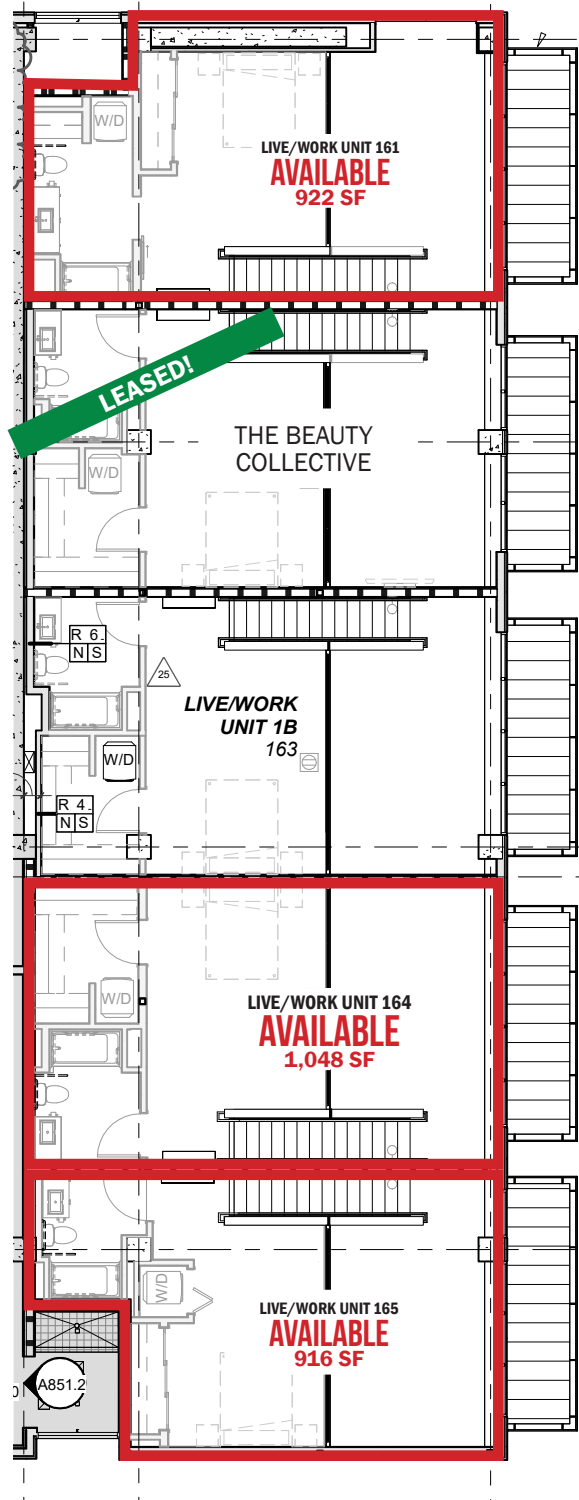 W/D
LIVE/WORK UNIT 161
AVAILABLE
922 SF
LEASED!
THE BEAUTY
COLLECTIVE
W/D
R 6
N S
25
LIVE/WORK
UNIT 1B
163
W/D
R 4
N S
W/D
LIVE/WORK UNIT 164
AVAILABLE
1,048 SF
W/D
LIVE/WORK UNIT 165
AVAILABLE
916 SF
A851.2